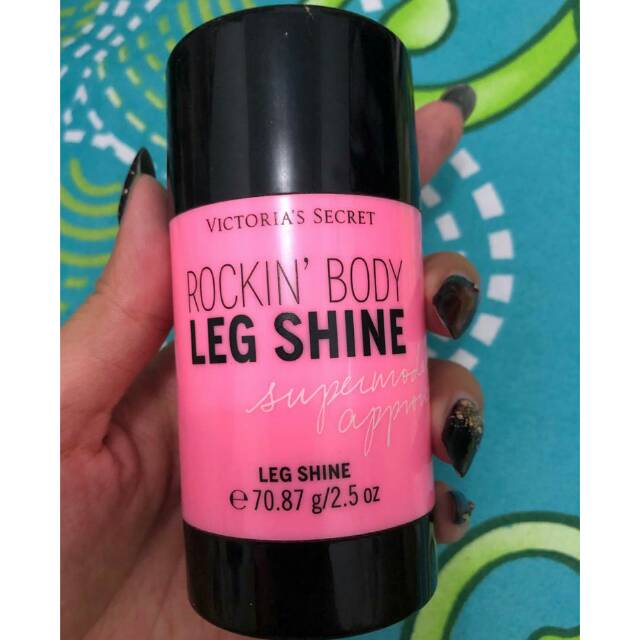 VICTORIA'S SECRET
ROCKIN' BODY
LEG SHINE
LEG SHINE
℮ 70.87 g/2.5 oz